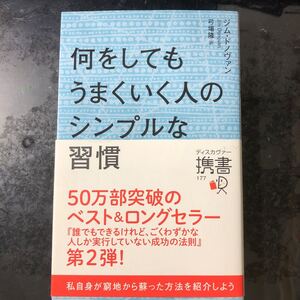 ジム・ドノヴァン
弓場隆 訳
何をしても
うまくいく人の
シンプルな
習慣
ディスカヴァー
携書
177
50万部突破の
ベスト&ロングセラー
『誰でもできるけれど、ごくわずかな
人しか実行していない成功の法則』
第2弾!
私自身が窮地から蘇った方法を紹介しよう